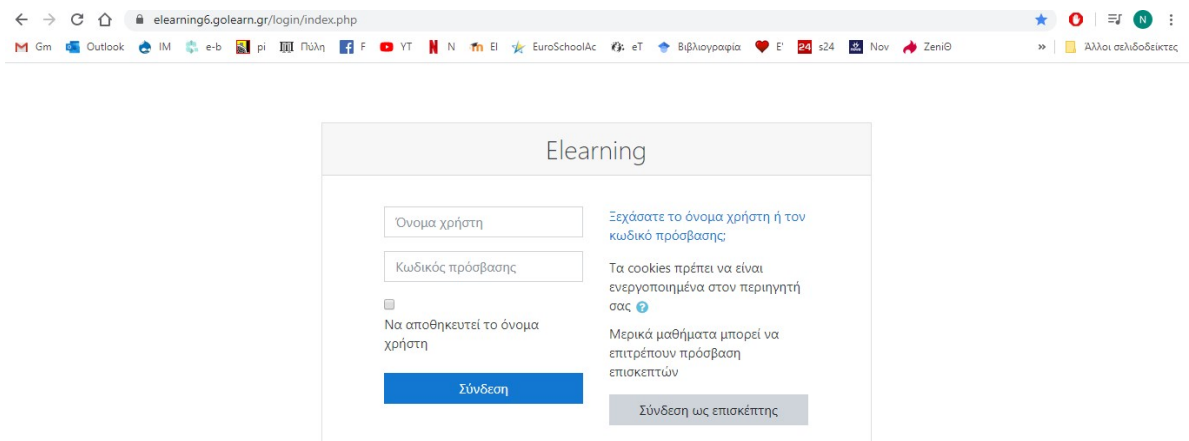 elearning6.golearn.gr/login/index.php
N
Gm Outlook IM e-b pi Πύλη F YT N El EuroSchoolAc eT Βιβλιογραφία E' 24 s24 Nov ZeniΘ » Άλλοι σελιδοδείκτες
Elearning
Όνομα χρήστη
Κωδικός πρόσβασης
Να αποθηκευτεί το όνομα
χρήστη
Σύνδεση
Ξεχάσατε το όνομα χρήστη ή τον
κωδικό πρόσβασης;
Τα cookies πρέπει να είναι
ενεργοποιημένα στον περιηγητή
σας ?
Μερικά μαθήματα μπορεί να
επιτρέπουν πρόσβαση
επισκεπτών
Σύνδεση ως επισκέπτης